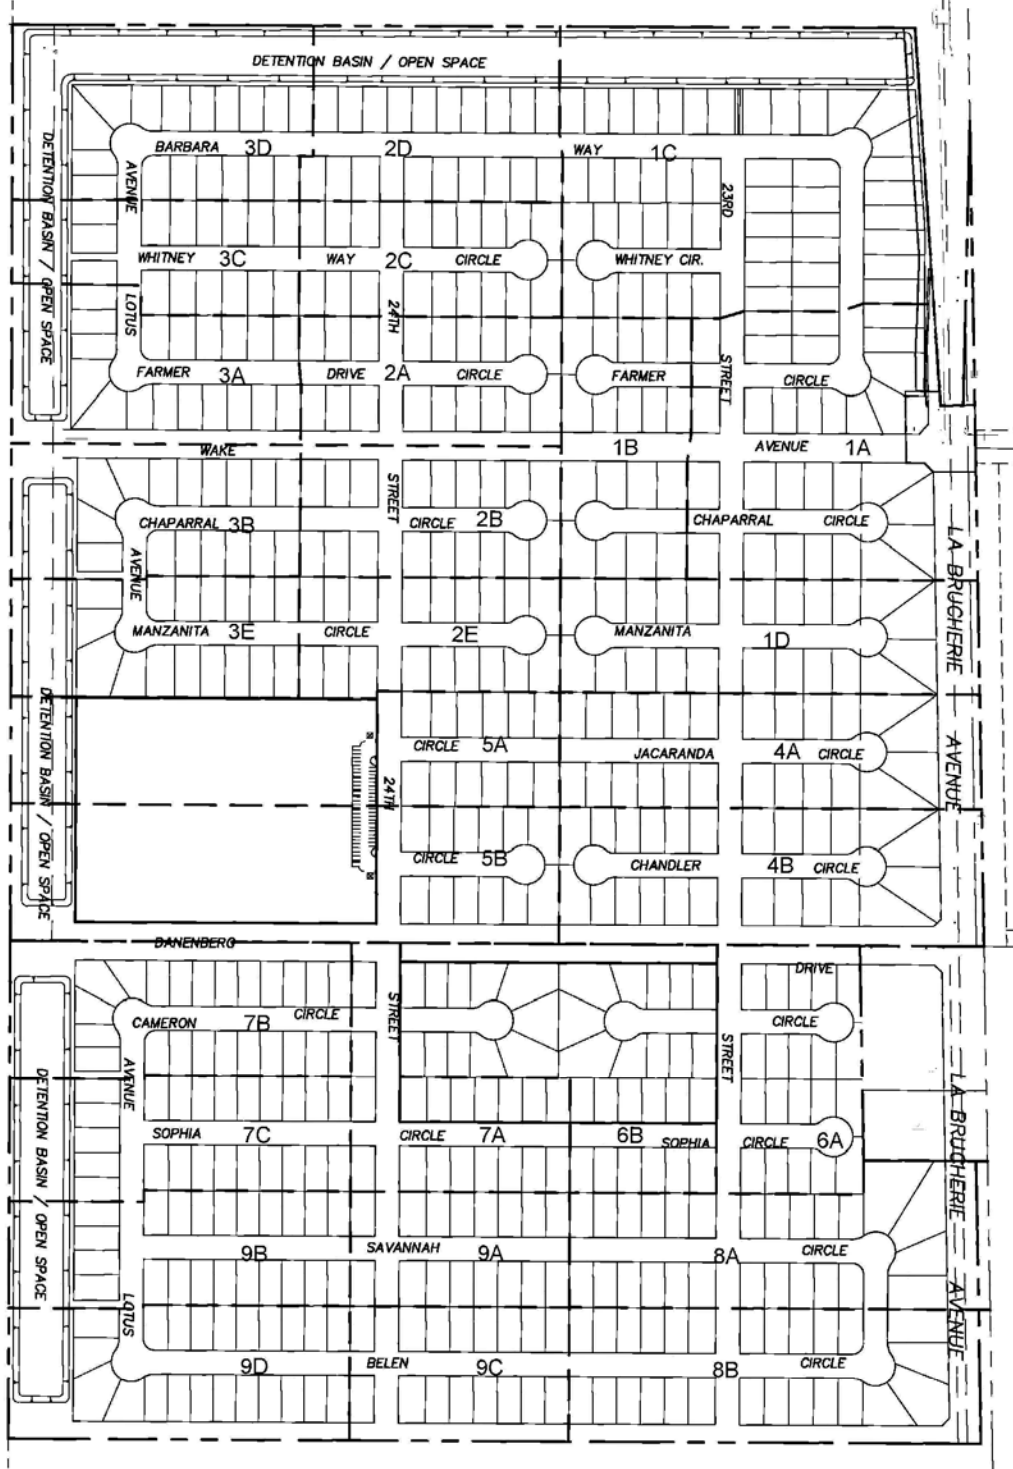 DETENTION BASIN / OPEN SPACE
DETENTION BASIN / OPEN SPACE
BARBARA 3D 2D WAY 1C
AVENUE
23RD
WHITNEY 3C WAY 2C CIRCLE WHITNEY CIR.
LOTUS
24TH
FARMER 3A DRIVE 2A CIRCLE FARMER CIRCLE
STREET
WAKE 1B AVENUE 1A
STREET
CHAPARRAL 3B CIRCLE 2B CHAPARRAL CIRCLE
AVENUE
LA BRUCHERIE AVENUE
MANZANITA 3E CIRCLE 2E MANZANITA 1D
DETENTION BASIN / OPEN SPACE
CIRCLE 5A JACARANDA 4A CIRCLE
24TH
CIRCLE 5B CHANDLER 4B CIRCLE
DANENBERG DRIVE
STREET
CAMERON 7B CIRCLE CIRCLE
STREET
AVENUE
LA BRUCHERIE AVENUE
DETENTION BASIN / OPEN SPACE
SOPHIA 7C CIRCLE 7A 6B SOPHIA CIRCLE 6A
9B SAVANNAH 9A 8A CIRCLE
LOTUS
9D BELEN 9C 8B CIRCLE